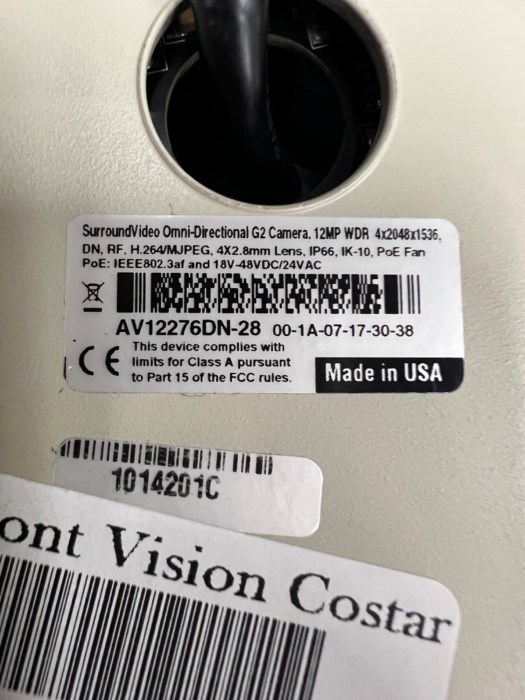 SurroundVideo Omni-Directional G2 Camera, 12MP WDR 4x2048x1536,
DN, RF, H.264/MJPEG, 4X2.8mm Lens, IP66, IK-10, PoE Fan
PoE: IEEE802.3af and 18V-48VDC/24VAC
AV12276DN-28 00-1A-07-17-30-38
CE
This device complies with
limits for Class A pursuant
to Part 15 of the FCC rules.
Made in USA
1014201C
ont Vision Costar